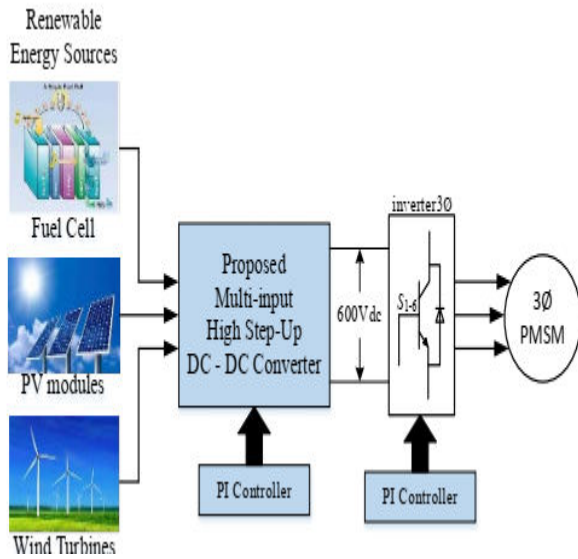 Renewable
Energy Sources
Fuel Cell
PV modules
Wind Turbines
Proposed
Multi-input
High Step-Up
DC - DC Converter
PI Controller
600Vdc
inverter3Ø
S1-6
PI Controller
3Ø
PMSM